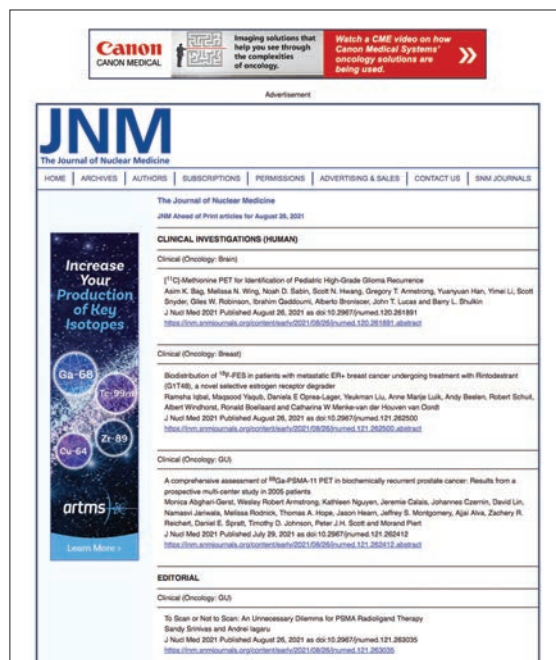 Canon
CANON MEDICAL
Imaging solutions that
help you see through
the complexities
of oncology.
Watch a CME video on how
Canon Medical Systems'
oncology solutions are
being used.
Advertisement
JNM
The Journal of Nuclear Medicine
HOME | ARCHIVES | AUTHORS | SUBSCRIPTIONS | PERMISSIONS | ADVERTISING & SALES | CONTACT US | SNM JOURNALS
Increase
Your
Production
of Key
Isotopes
Ga-68
Tc-99m
Zr-89
Cu-64
artms
Learn More >
The Journal of Nuclear Medicine
JNM Ahead of Print articles for August 26, 2021
CLINICAL INVESTIGATIONS (HUMAN)
Clinical (Oncology: Brain)
[¹¹C]-Methionine PET for Identification of Pediatric High-Grade Glioma Recurrence
Asim K. Bag, Melissa N. Wing, Noah D. Sabin, Scott N. Hwang, Gregory T. Armstrong, Yuanyuan Han, Yimei Li, Scott
Snyder, Giles W. Robinson, Ibrahim Qaddoumi, Alberto Broniscer, John T. Lucas and Barry L. Shulkin
J Nucl Med 2021 Published August 26, 2021 as doi:10.2967/jnumed.120.261891
https://jnm.snmjournals.org/content/early/2021/08/26/jnumed.120.261891.abstract
Clinical (Oncology: Breast)
Biodistribution of ¹⁸F-FES in patients with metastatic ER+ breast cancer undergoing treatment with Rintodestrant
(G1T48), a novel selective estrogen receptor degrader
Ramsha Iqbal, Maqsood Yaqub, Daniela E Oprea-Lager, Yeukman Liu, Anne Marije Luik, Andy Beelen, Robert Schuit,
Albert Windhorst, Ronald Boellaard and Catharina W Menke-van der Houven van Oordt
J Nucl Med 2021 Published August 26, 2021 as doi:10.2967/jnumed.121.262500
https://jnm.snmjournals.org/content/early/2021/08/26/jnumed.121.262500.abstract
Clinical (Oncology: GU)
A comprehensive assessment of ⁶⁸Ga-PSMA-11 PET in biochemically recurrent prostate cancer: Results from a
prospective multi-center study in 2005 patients
Monica Abghari-Gerst, Wesley Robert Armstrong, Kathleen Nguyen, Jeremie Calais, Johannes Czernin, David Lin,
Namasvi Jariwala, Melissa Rodnick, Thomas A. Hope, Jason Hearn, Jeffrey S. Montgomery, Ajjai Alva, Zachery R.
Reichert, Daniel E. Spratt, Timothy D. Johnson, Peter J.H. Scott and Morand Piert
J Nucl Med 2021 Published July 29, 2021 as doi:10.2967/jnumed.121.262412
https://jnm.snmjournals.org/content/early/2021/08/26/jnumed.121.262412.abstract
EDITORIAL
Clinical (Oncology: GU)
To Scan or Not to Scan: An Unnecessary Dilemma for PSMA Radioligand Therapy
Sandy Srinivas and Andrei Iagaru
J Nucl Med 2021 Published August 26, 2021 as doi:10.2967/jnumed.121.263035
https://jnm.snmjournals.org/content/early/2021/08/26/jnumed.121.263035